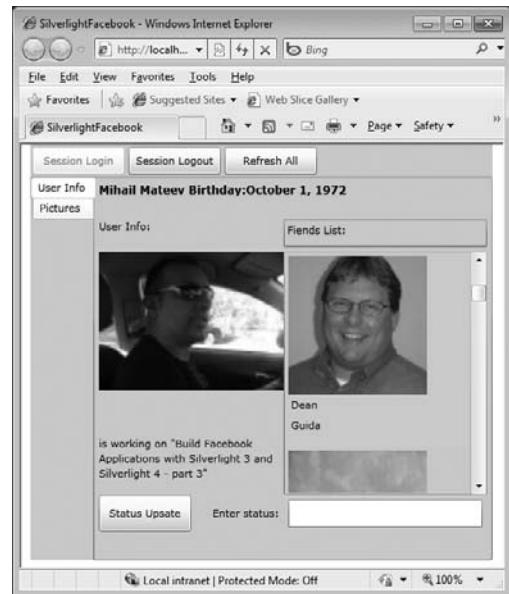 SilverlightFacebook - Windows Internet Explorer
http://localh... Bing
File Edit View Favorites Tools Help
Favorites Suggested Sites Web Slice Gallery
SilverlightFacebook Page Safety »
Session Login Session Logout Refresh All
User Info Mihail Mateev Birthday:October 1, 1972
Pictures
User Info: Fiends List:
Dean
Guida
is working on "Build Facebook
Applications with Silverlight 3 and
Silverlight 4 - part 3"
Status Upsate Enter status:
Local intranet | Protected Mode: Off 100%